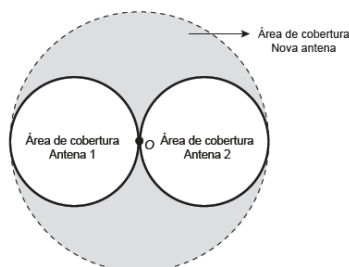 Área de cobertura
Nova antena
Área de cobertura
Antena 1
O
Área de cobertura
Antena 2